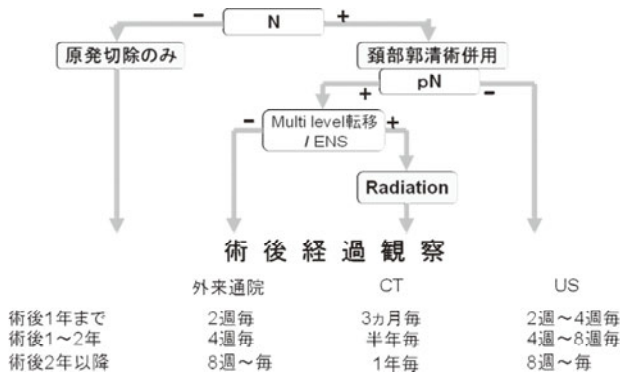 - N +
原発切除のみ
頚部郭清術併用
pN
+ -
- Multi level転移 +
/ ENS
Radiation
術後経過観察
外来通院 CT US
術後1年まで 2週毎 3ヵ月毎 2週～4週毎
術後1～2年 4週毎 半年毎 4週～8週毎
術後2年以降 8週～毎 1年毎 8週～毎